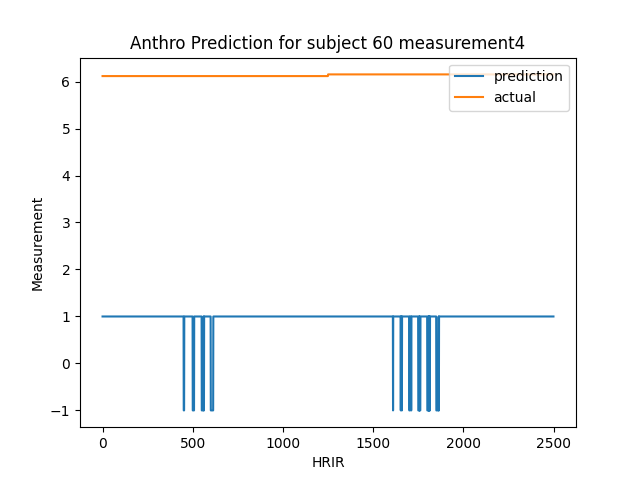 Anthro Prediction for subject 60 measurement4
prediction
actual
6
5
4
3
2
1
0
−1
Measurement
0 500 1000 1500 2000 2500
HRIR